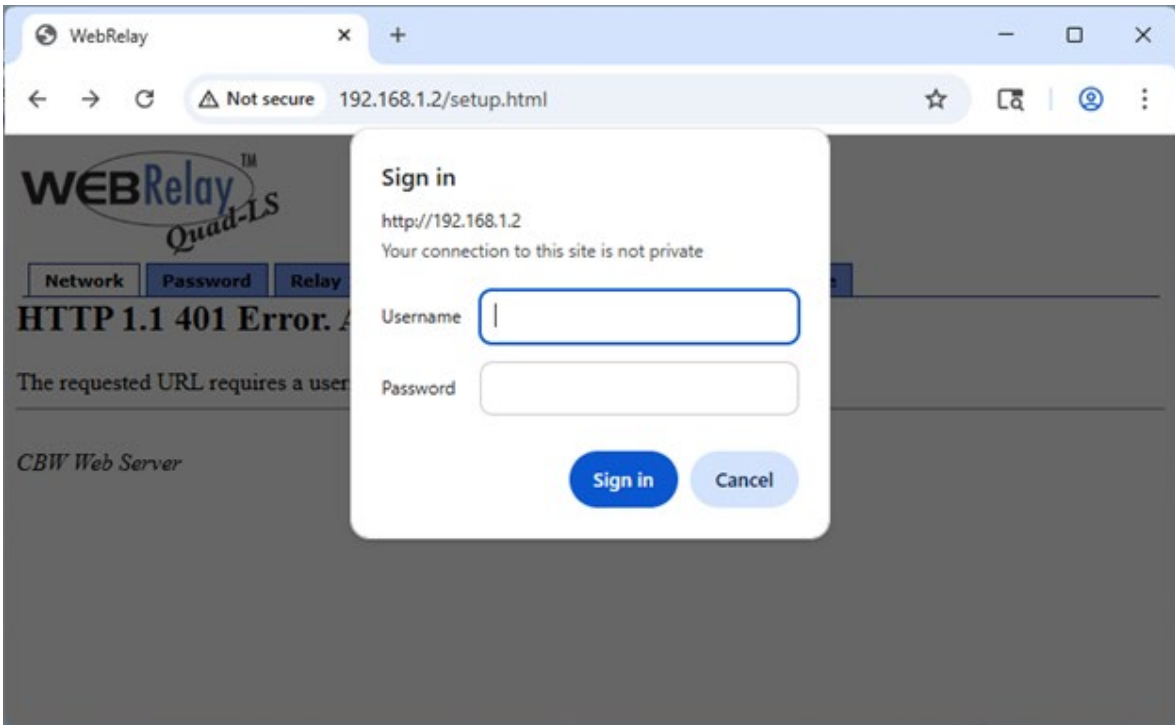 WebRelay
Not secure 192.168.1.2/setup.html
WEBRelay™
Quad-LS
Sign in
http://192.168.1.2
Your connection to this site is not private
Network Password Relay
HTTP 1.1 401 Error.
Username
The requested URL requires a user
Password
CBW Web Server
Sign in Cancel